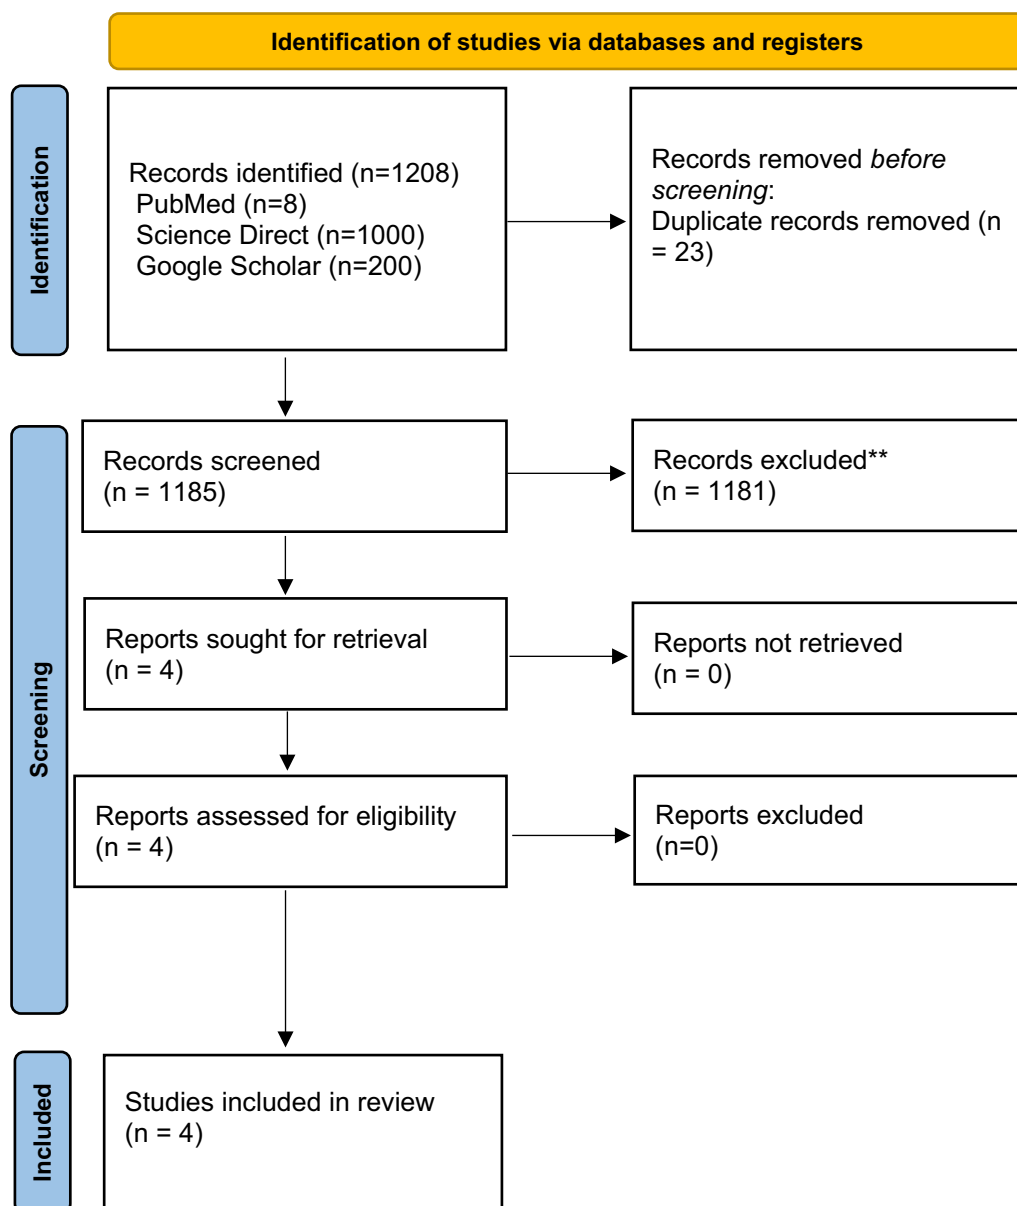 Identification of studies via databases and registers
Identification
Records identified (n=1208)
PubMed (n=8)
Science Direct (n=1000)
Google Scholar (n=200)
Records removed before
screening:
Duplicate records removed (n
= 23)
Screening
Records screened
(n = 1185)
Records excluded**
(n = 1181)
Reports sought for retrieval
(n = 4)
Reports not retrieved
(n = 0)
Reports assessed for eligibility
(n = 4)
Reports excluded
(n=0)
Included
Studies included in review
(n = 4)